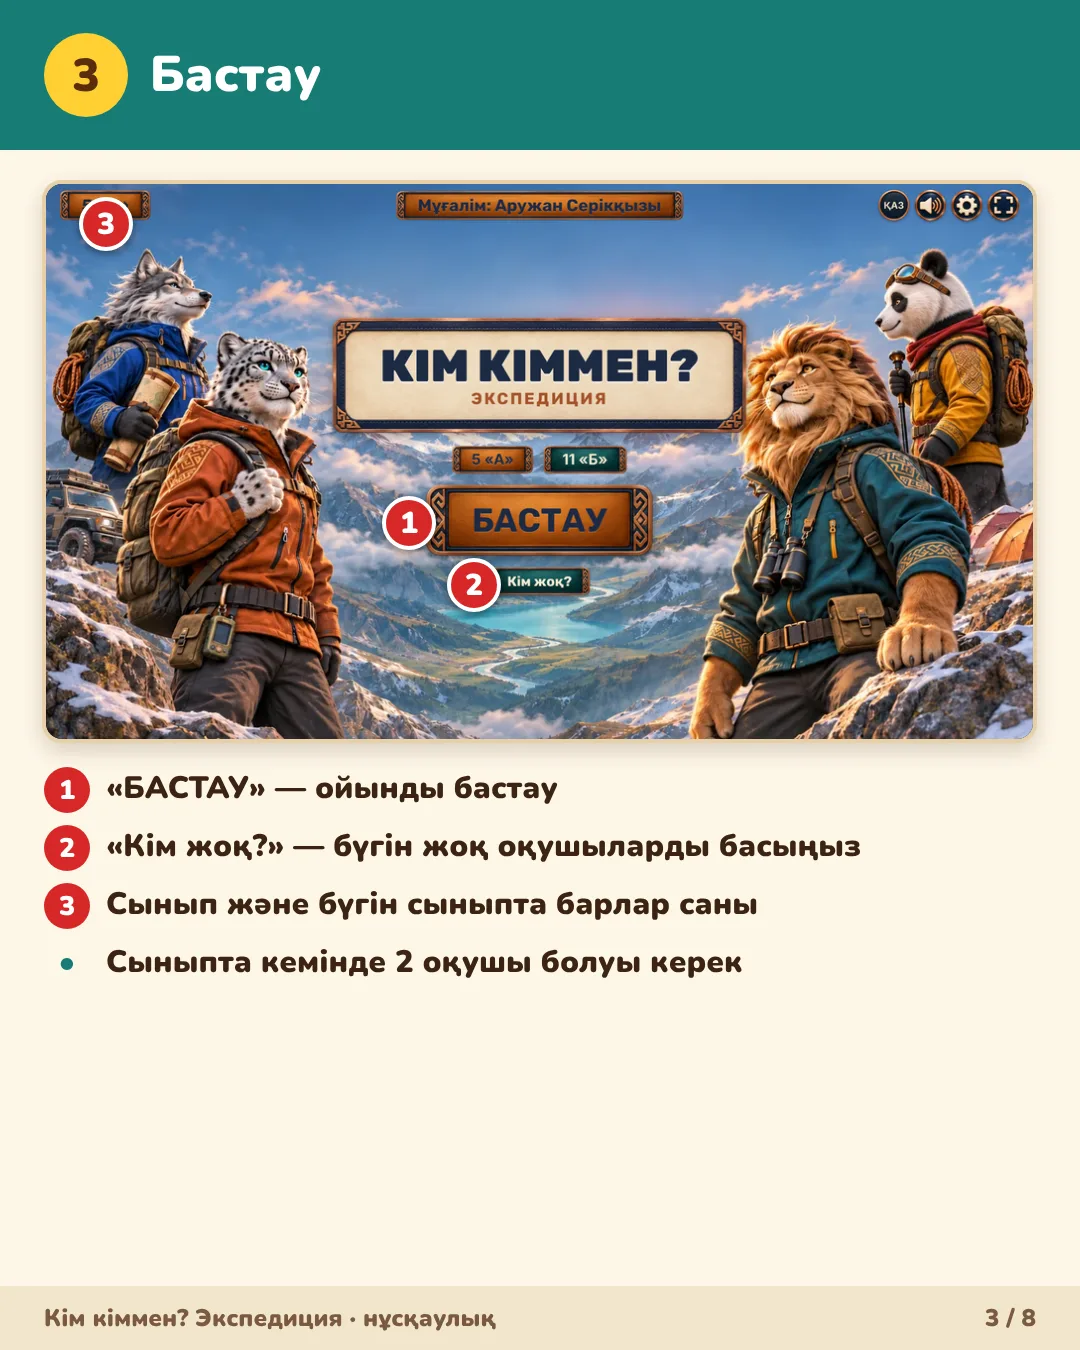 3 Бастау
3
Мұғалім: Аружан Серікқызы
ҚАЗ
КІМ КІММЕН?
ЭКСПЕДИЦИЯ
5 «А» 11 «Б»
1 БАСТАУ
2 Кім жоқ?
1 «БАСТАУ» — ойынды бастау
2 «Кім жоқ?» — бүгін жоқ оқушыларды басыңыз
3 Сынып және бүгін сыныпта барлар саны
• Сыныпта кемінде 2 оқушы болуы керек
Кім кіммен? Экспедиция · нұсқаулық 3 / 8